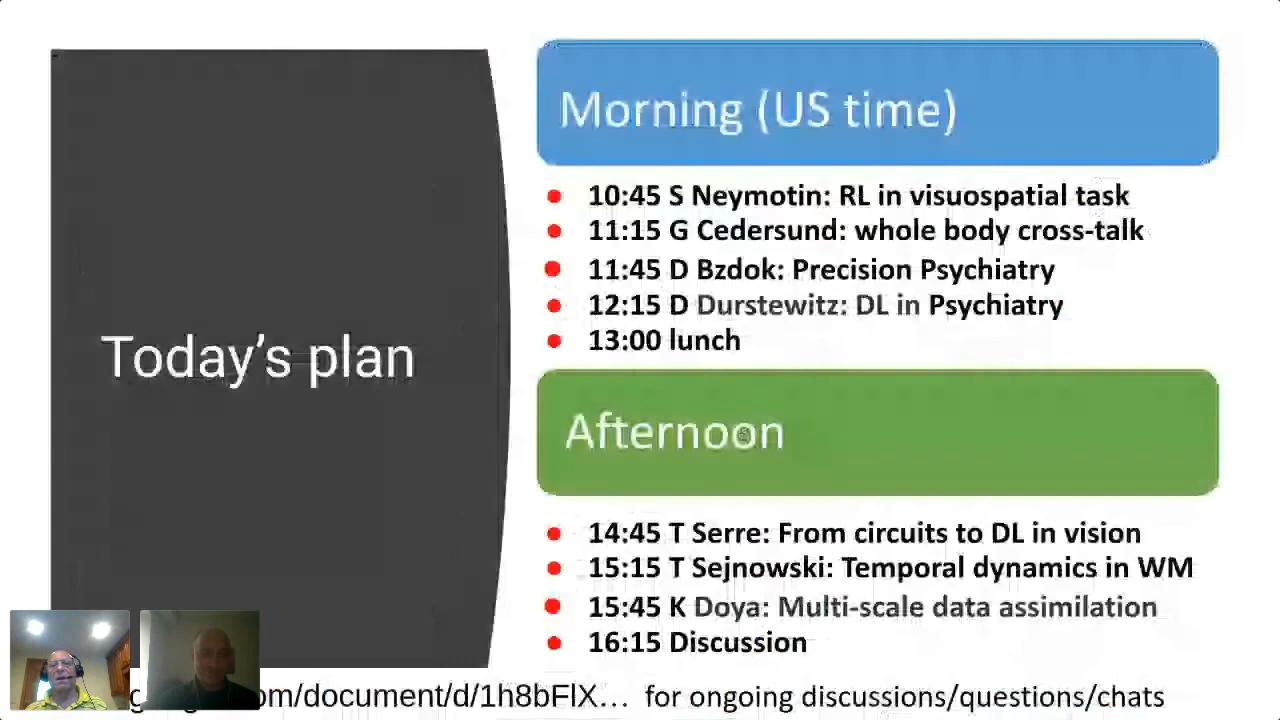 Today's plan
Morning (US time)
10:45 S Neymotin: RL in visuospatial task
11:15 G Cedersund: whole body cross-talk
11:45 D Bzdok: Precision Psychiatry
12:15 D Durstewitz: DL in Psychiatry
13:00 lunch
Afternoon
14:45 T Serre: From circuits to DL in vision
15:15 T Sejnowski: Temporal dynamics in WM
15:45 K Doya: Multi-scale data assimilation
16:15 Discussion
om/document/d/1h8bFlX... for ongoing discussions/questions/chats